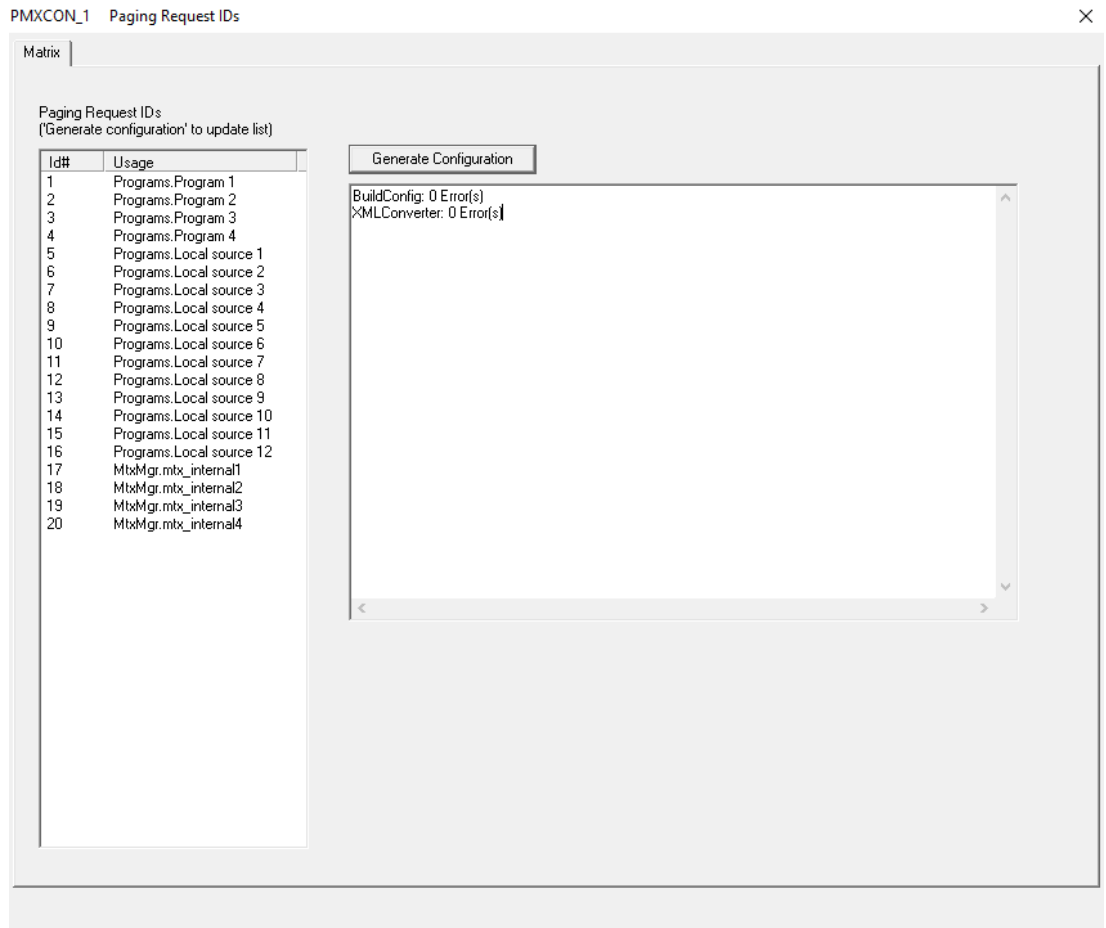 PMXCON_1 Paging Request IDs
Matrix
Paging Request IDs
('Generate configuration' to update list)
Id# Usage
1 Programs.Program 1
2 Programs.Program 2
3 Programs.Program 3
4 Programs.Program 4
5 Programs.Local source 1
6 Programs.Local source 2
7 Programs.Local source 3
8 Programs.Local source 4
9 Programs.Local source 5
10 Programs.Local source 6
11 Programs.Local source 7
12 Programs.Local source 8
13 Programs.Local source 9
14 Programs.Local source 10
15 Programs.Local source 11
16 Programs.Local source 12
17 MtxMgr.mtx_internal1
18 MtxMgr.mtx_internal2
19 MtxMgr.mtx_internal3
20 MtxMgr.mtx_internal4
Generate Configuration
BuildConfig: 0 Error(s)
XMLConverter: 0 Error(s)